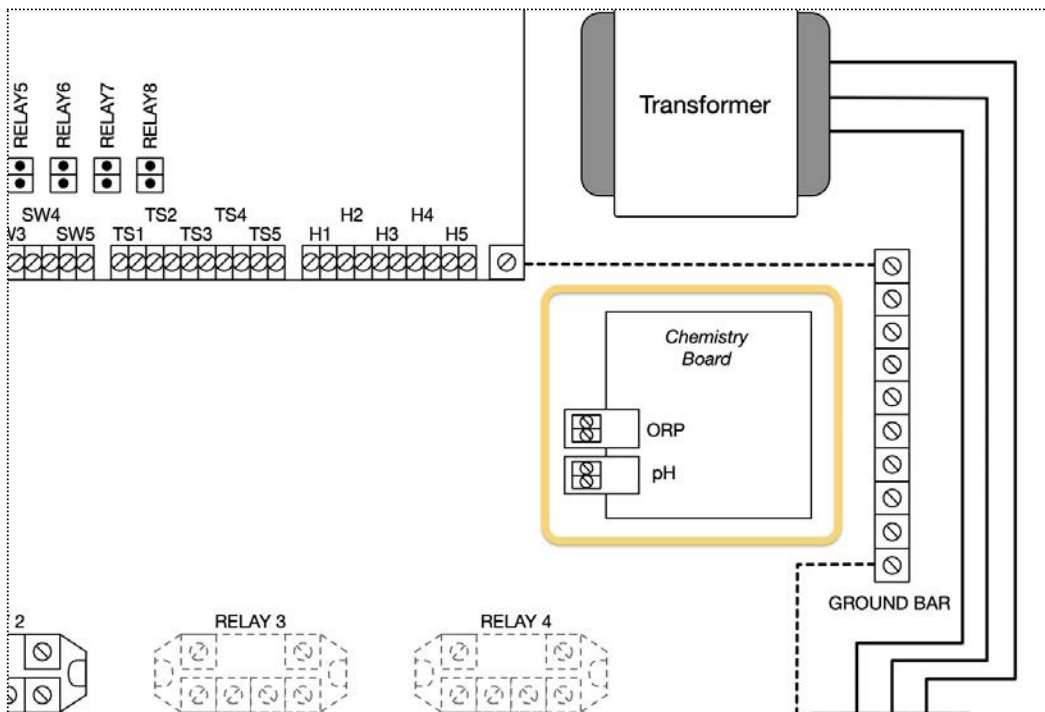 Transformer
RELAY5
RELAY6
RELAY7
RELAY8
SW4
TS2
TS4
H2
H4
W3
SW5
TS1
TS3
TS5
H1
H3
H5
Chemistry
Board
ORP
pH
GROUND BAR
2
RELAY 3
RELAY 4